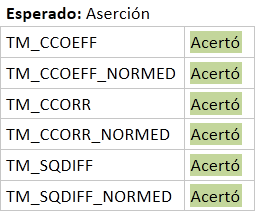 Esperado: Aserción
TM_CCOEFF Acertó
TM_CCOEFF_NORMED Acertó
TM_CCORR Acertó
TM_CCORR_NORMED Acertó
TM_SQDIFF Acertó
TM_SQDIFF_NORMED Acertó